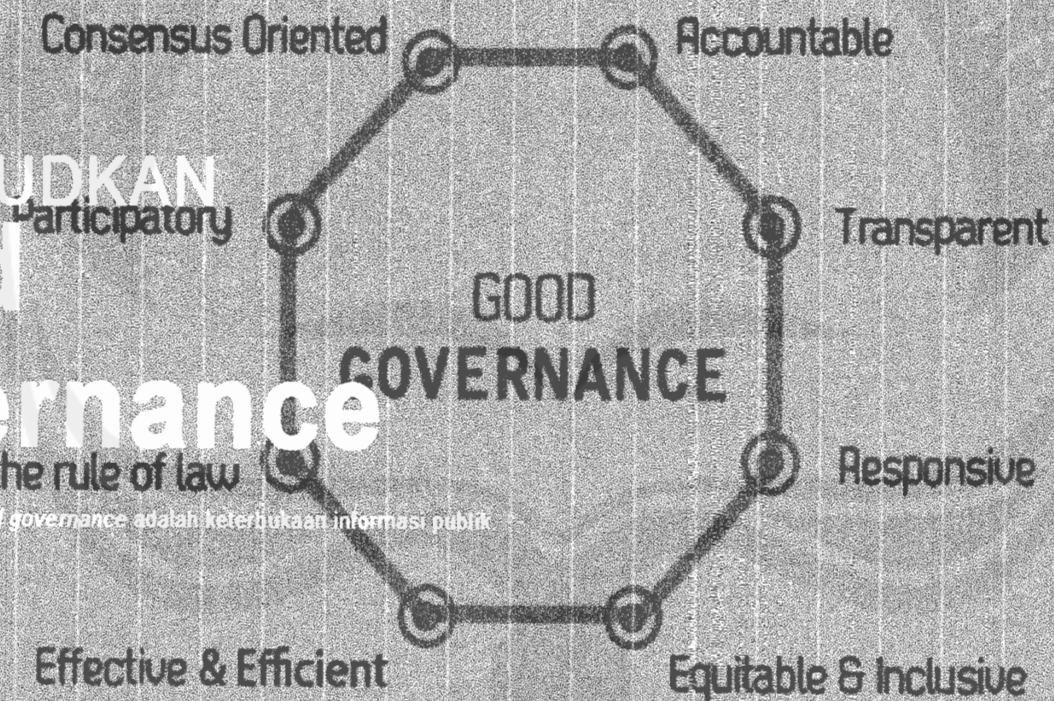 Consensus Oriented
Accountable
UDKAN
Participatory
Transparent
GOOD
GOVERNANCE
ernance
the rule of law
Responsive
governance adalah keterbukaan informasi publik
Effective & Efficient
Equitable & Inclusive